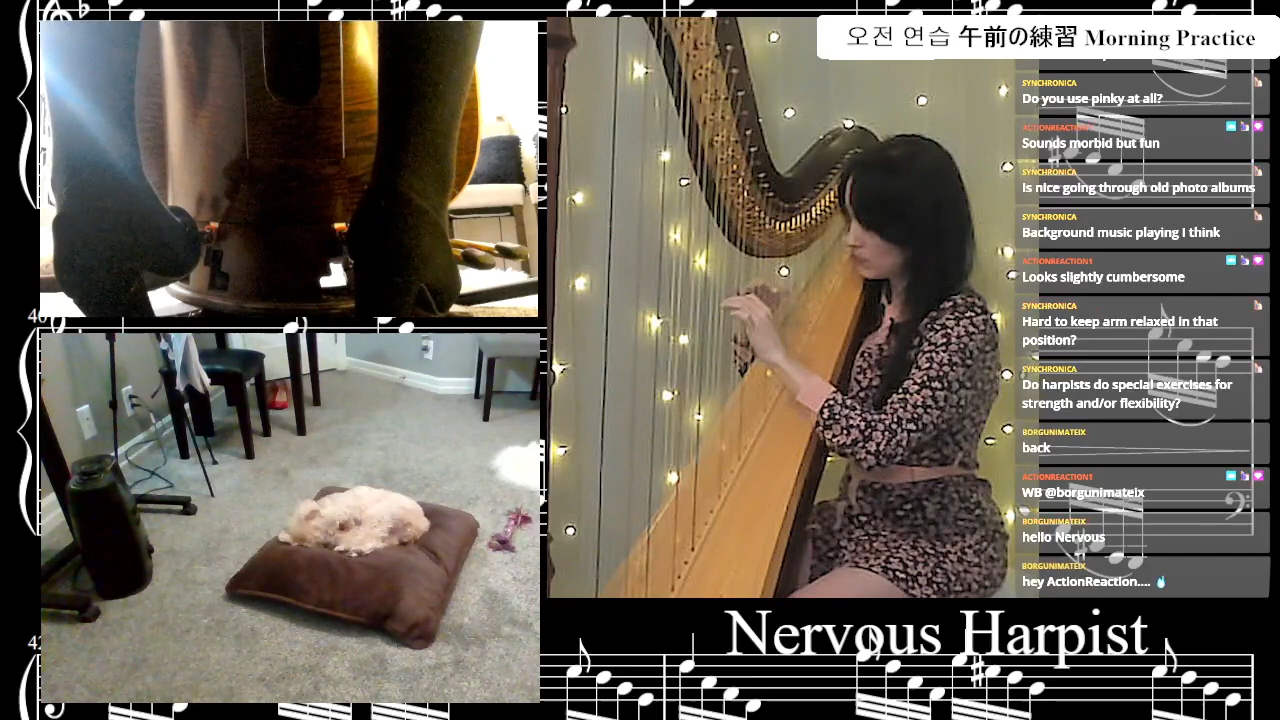 오전 연습 午前の練習 Morning Practice
SYNCHRONICA
Do you use pinky at all?
ACTIONREACTION1
Sounds morbid but fun
SYNCHRONICA
Is nice going through old photo albums
SYNCHRONICA
Background music playing I think
ACTIONREACTION1
Looks slightly cumbersome
SYNCHRONICA
Hard to keep arm relaxed in that
position?
SYNCHRONICA
Do harpists do special exercises for
strength and/or flexibility?
BORGUNIMATEIX
back
ACTIONREACTION1
WB @borgunimateix
BORGUNIMATEIX
hello Nervous
BORGUNIMATEIX
hey ActionReaction....
Nervous Harpist